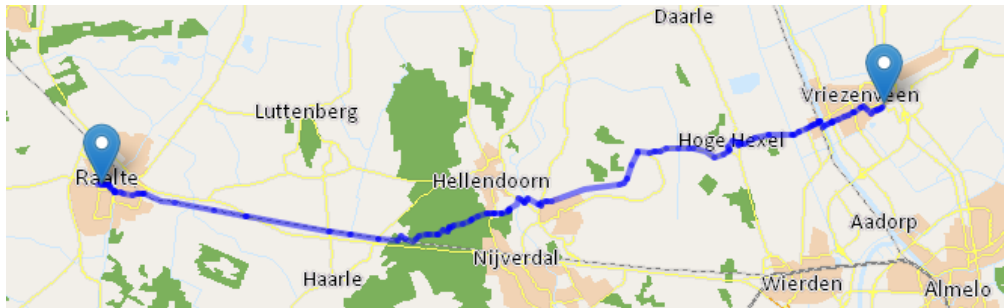 Daarle
Vriezenveen
Luttenberg
Hoge Hexel
Raalte
Hellendoorn
Aadorp
Nijverdal
Haarle
Wierden
Almelo